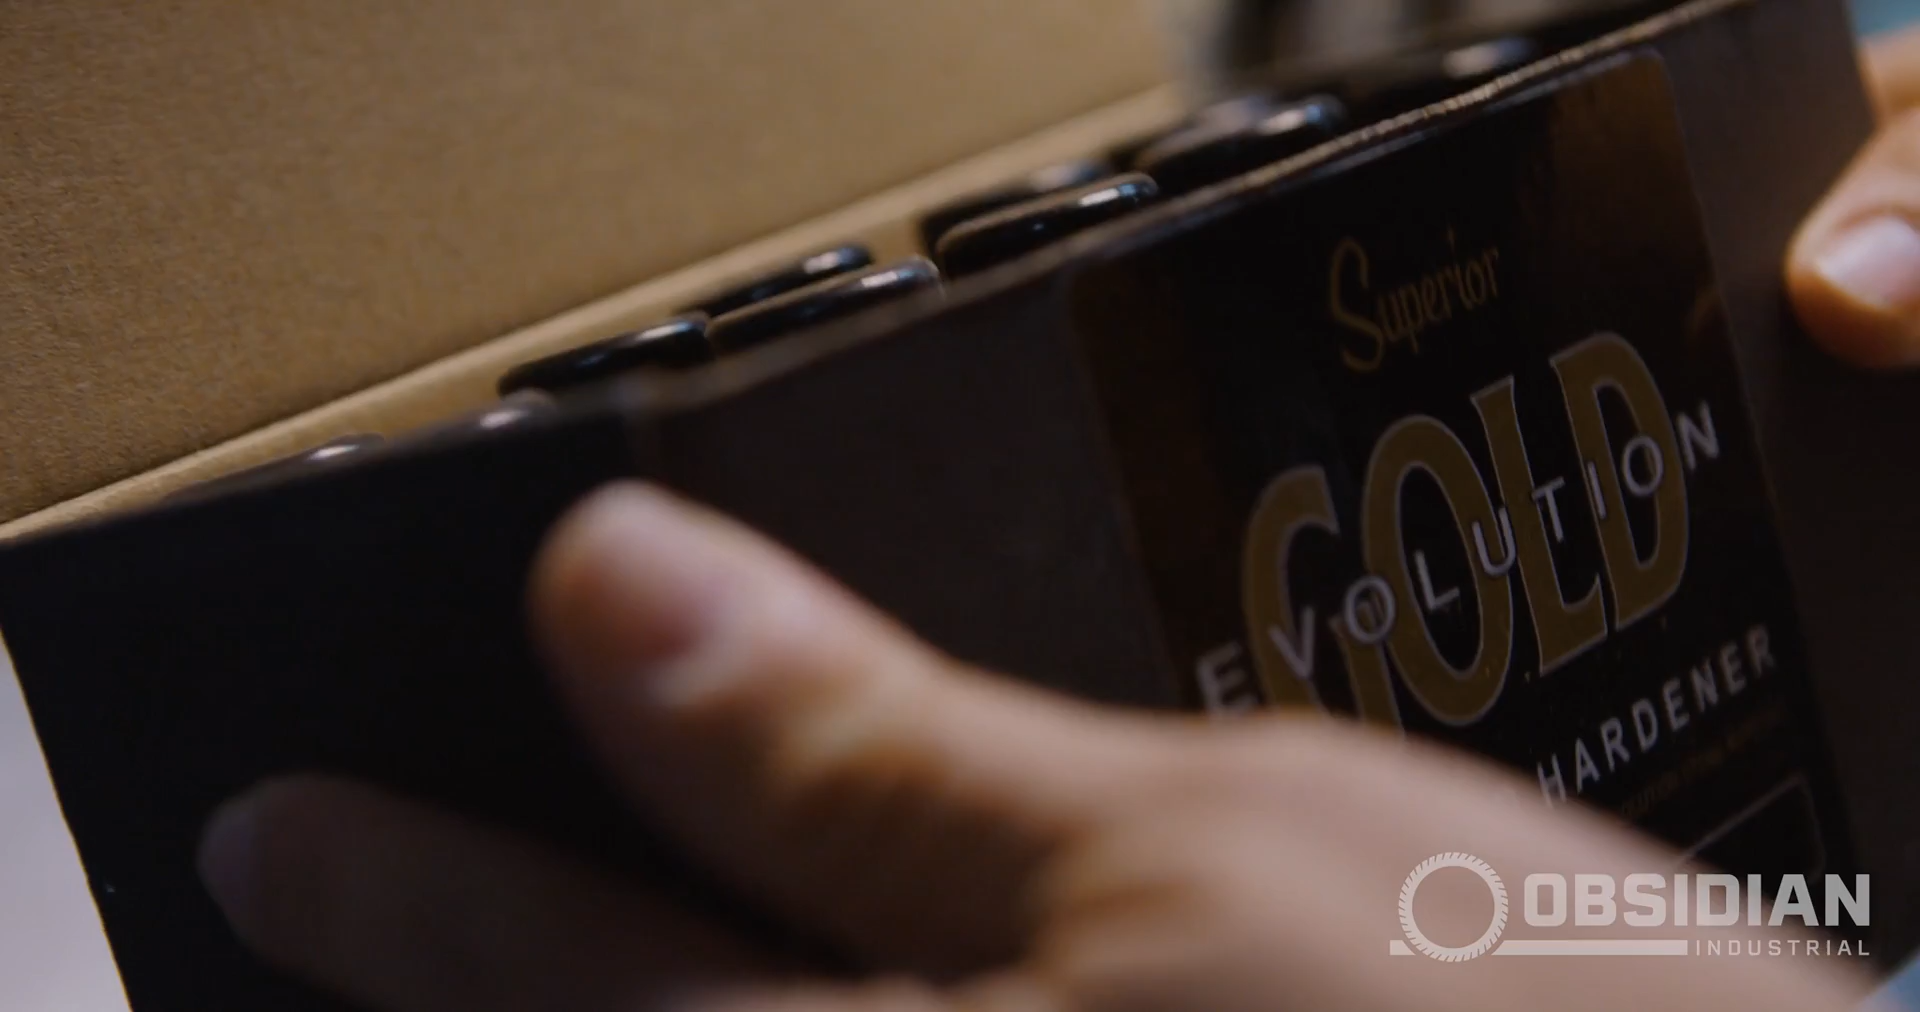 Superior
GOLD
EVOLUTION
HARDENER
OBSIDIAN
INDUSTRIAL